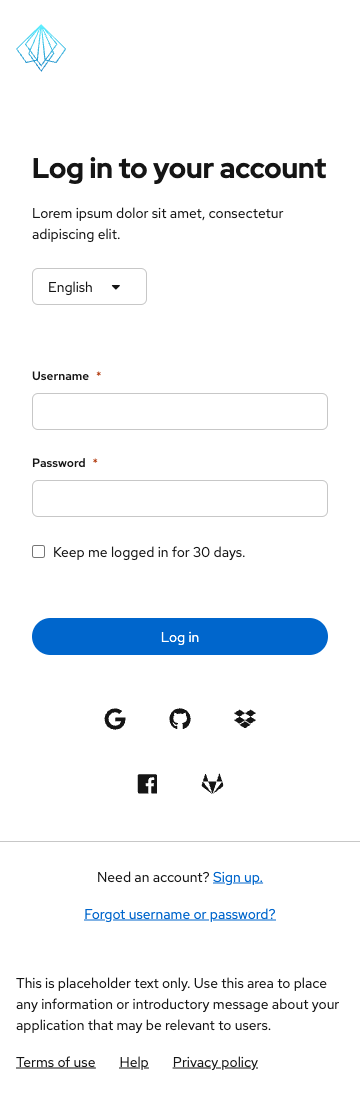 Log in to your account
Lorem ipsum dolor sit amet, consectetur
adipiscing elit.
English
Username *
Password *
Keep me logged in for 30 days.
Log in
Need an account? Sign up.
Forgot username or password?
This is placeholder text only. Use this area to place
any information or introductory message about your
application that may be relevant to users.
Terms of use Help Privacy policy